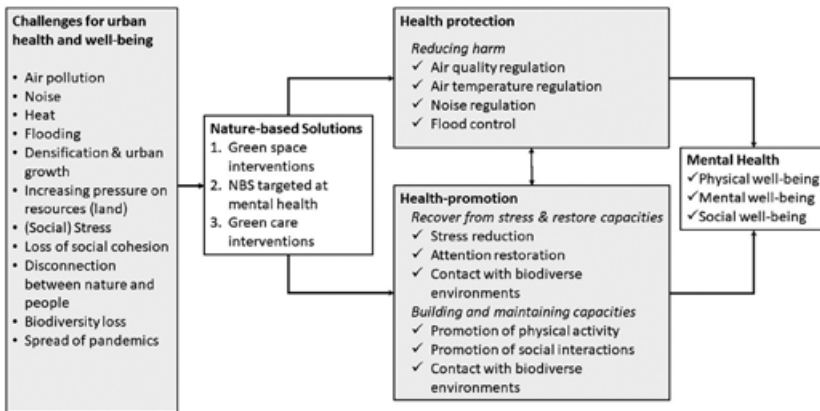 Challenges for urban
health and well-being
• Air pollution
• Noise
• Heat
• Flooding
• Densification & urban
growth
• Increasing pressure on
resources (land)
• (Social) Stress
• Loss of social cohesion
• Disconnection
between nature and
people
• Biodiversity loss
• Spread of pandemics
Nature-based Solutions
1. Green space
interventions
2. NBS targeted at
mental health
3. Green care
interventions
Health protection
Reducing harm
✓ Air quality regulation
✓ Air temperature regulation
✓ Noise regulation
✓ Flood control
Health-promotion
Recover from stress & restore capacities
✓ Stress reduction
✓ Attention restoration
✓ Contact with biodiverse
environments
Building and maintaining capacities
✓ Promotion of physical activity
✓ Promotion of social interactions
✓ Contact with biodiverse
environments
Mental Health
✓Physical well-being
✓Mental well-being
✓Social well-being